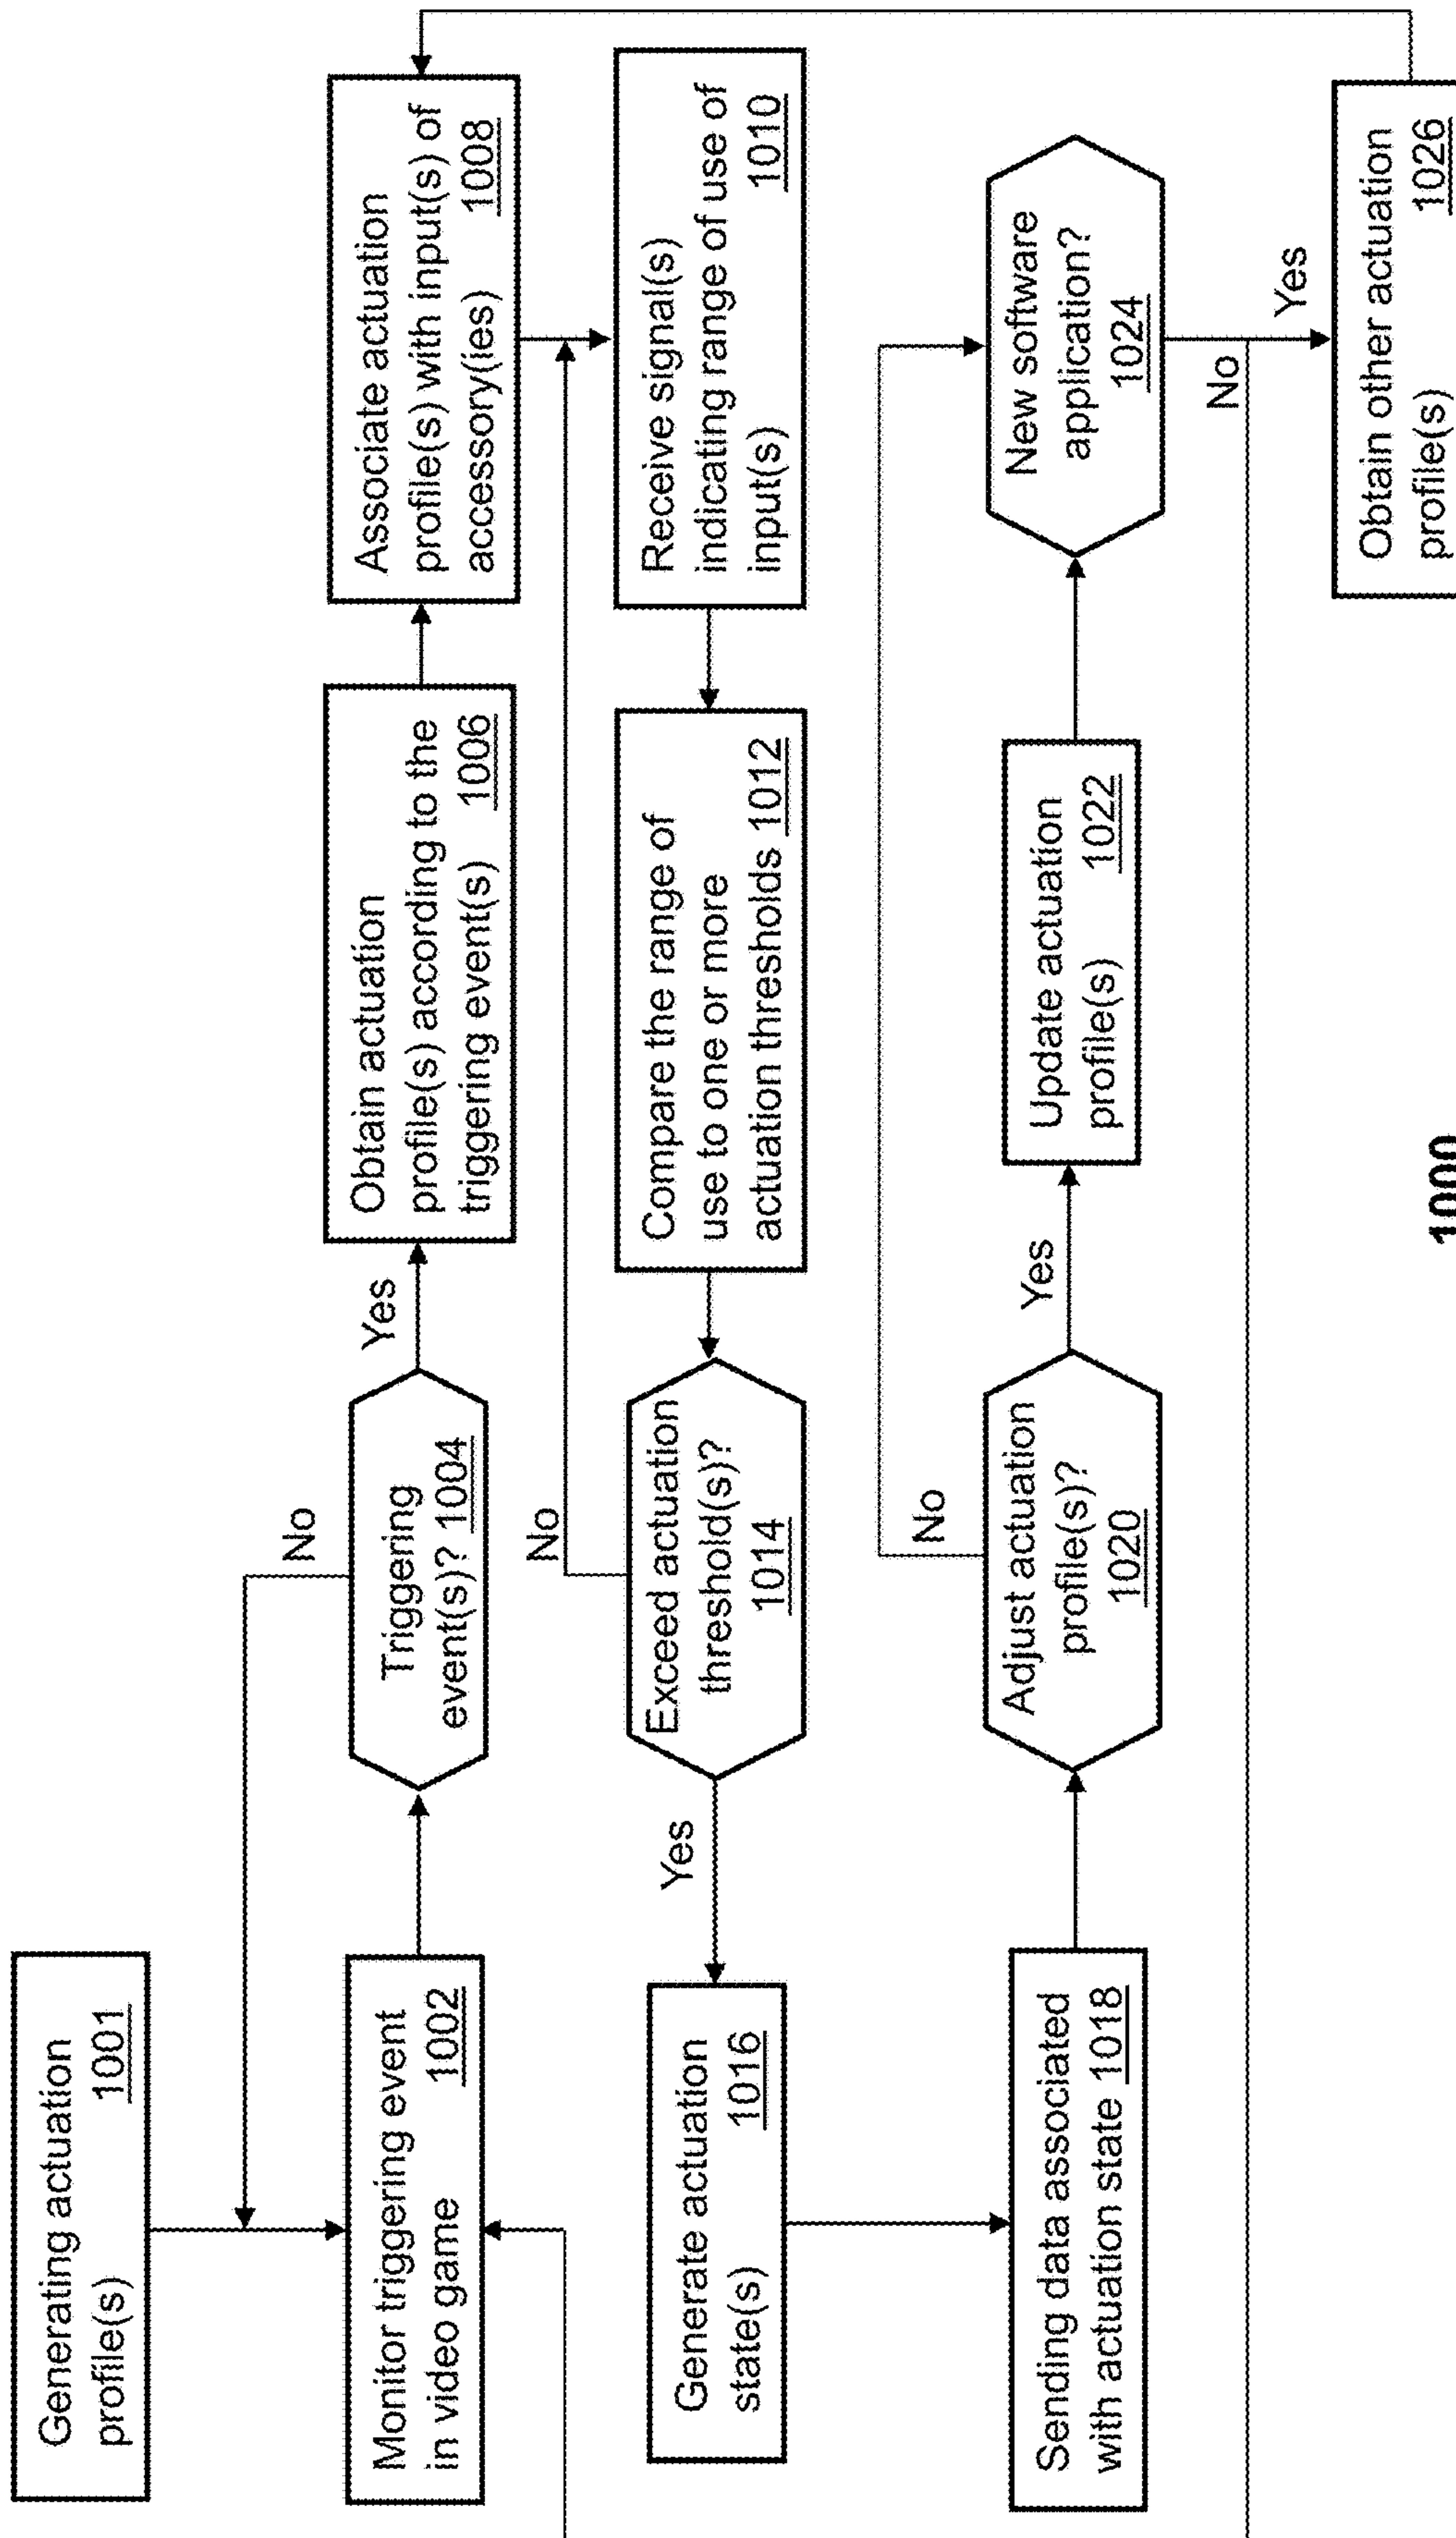 Generating actuation
profile(s) 1001
No
Monitor triggering event
in video game 1002
Triggering
event(s)? 1004
Yes
Obtain actuation
profile(s) according to the
triggering event(s) 1006
Associate actuation
profile(s) with input(s) of
accessory(ies) 1008
No
Receive signal(s)
indicating range of use of
input(s) 1010
Compare the range of
use to one or more
actuation thresholds 1012
Exceed actuation
threshold(s)?
1014
Yes
Generate actuation
state(s) 1016
Sending data associated
with actuation state 1018
Adjust actuation
profile(s)?
1020
No
Yes
Update actuation
profile(s) 1022
New software
application?
1024
No
Yes
Obtain other actuation
profile(s) 1026
1000